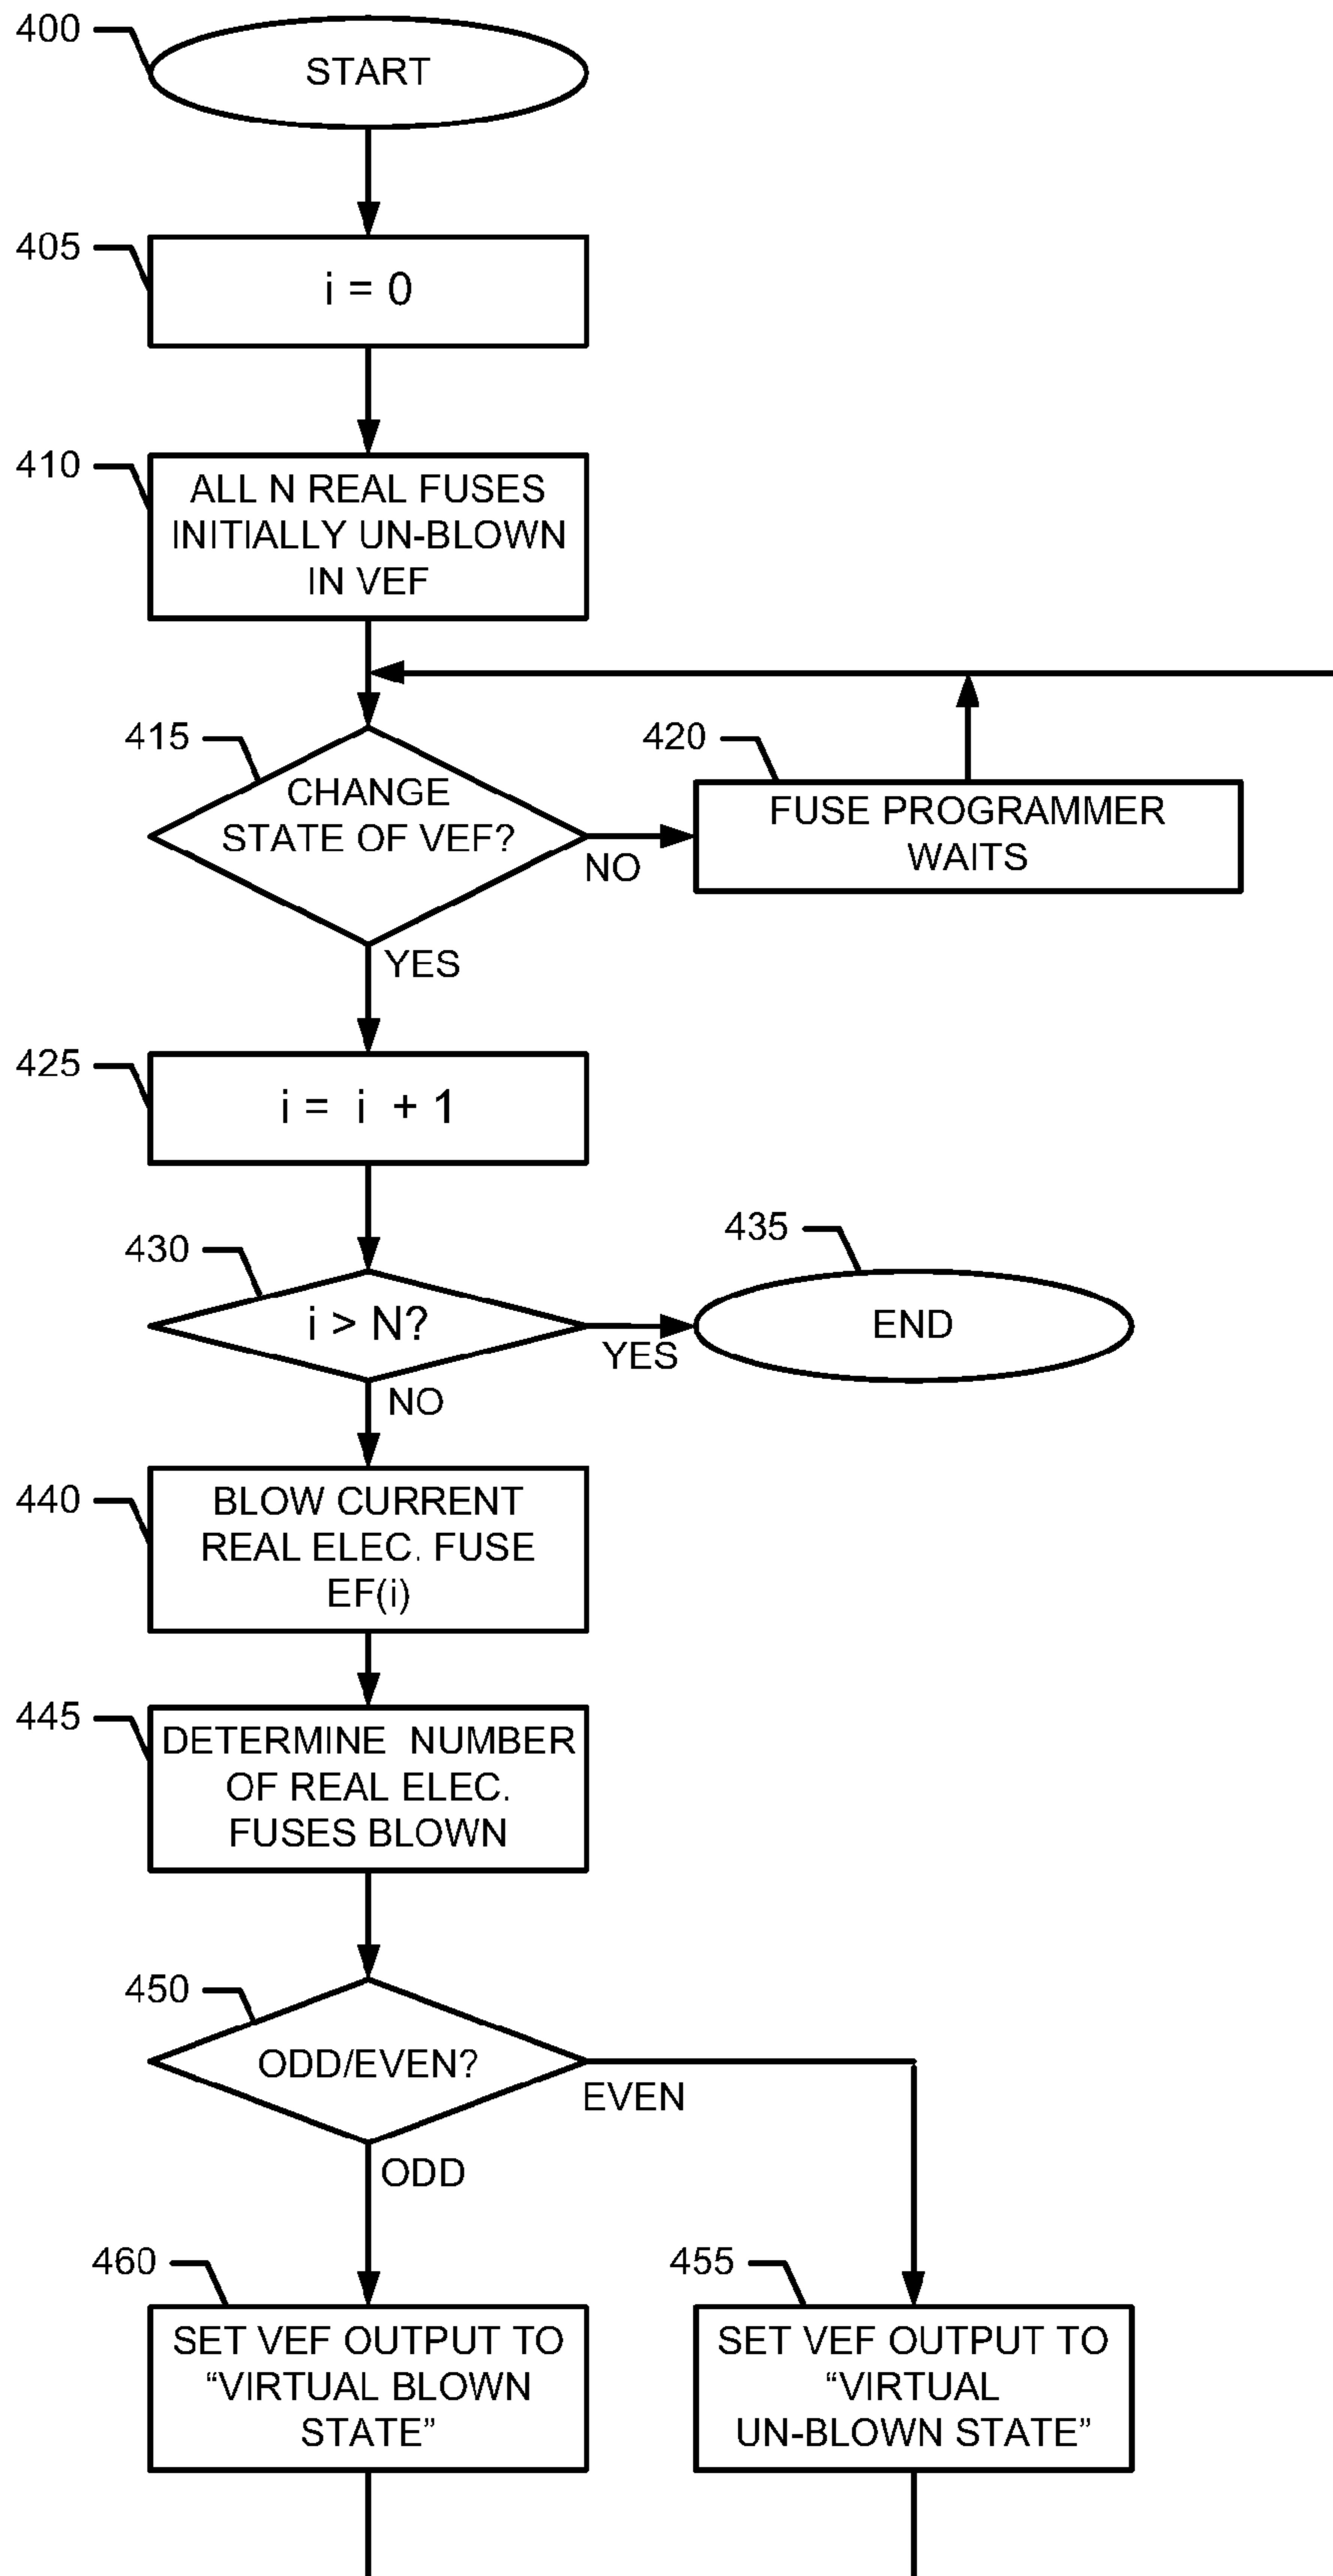 400
START
405
i = 0
410
ALL N REAL FUSES
INITIALLY UN-BLOWN
IN VEF
415
CHANGE
STATE OF VEF?
NO
420
FUSE PROGRAMMER
WAITS
YES
425
i = i + 1
430
i > N?
YES
435
END
NO
440
BLOW CURRENT
REAL ELEC. FUSE
EF(i)
445
DETERMINE NUMBER
OF REAL ELEC.
FUSES BLOWN
450
ODD/EVEN?
EVEN
ODD
460
SET VEF OUTPUT TO
“VIRTUAL BLOWN
STATE”
455
SET VEF OUTPUT TO
“VIRTUAL
UN-BLOWN STATE”